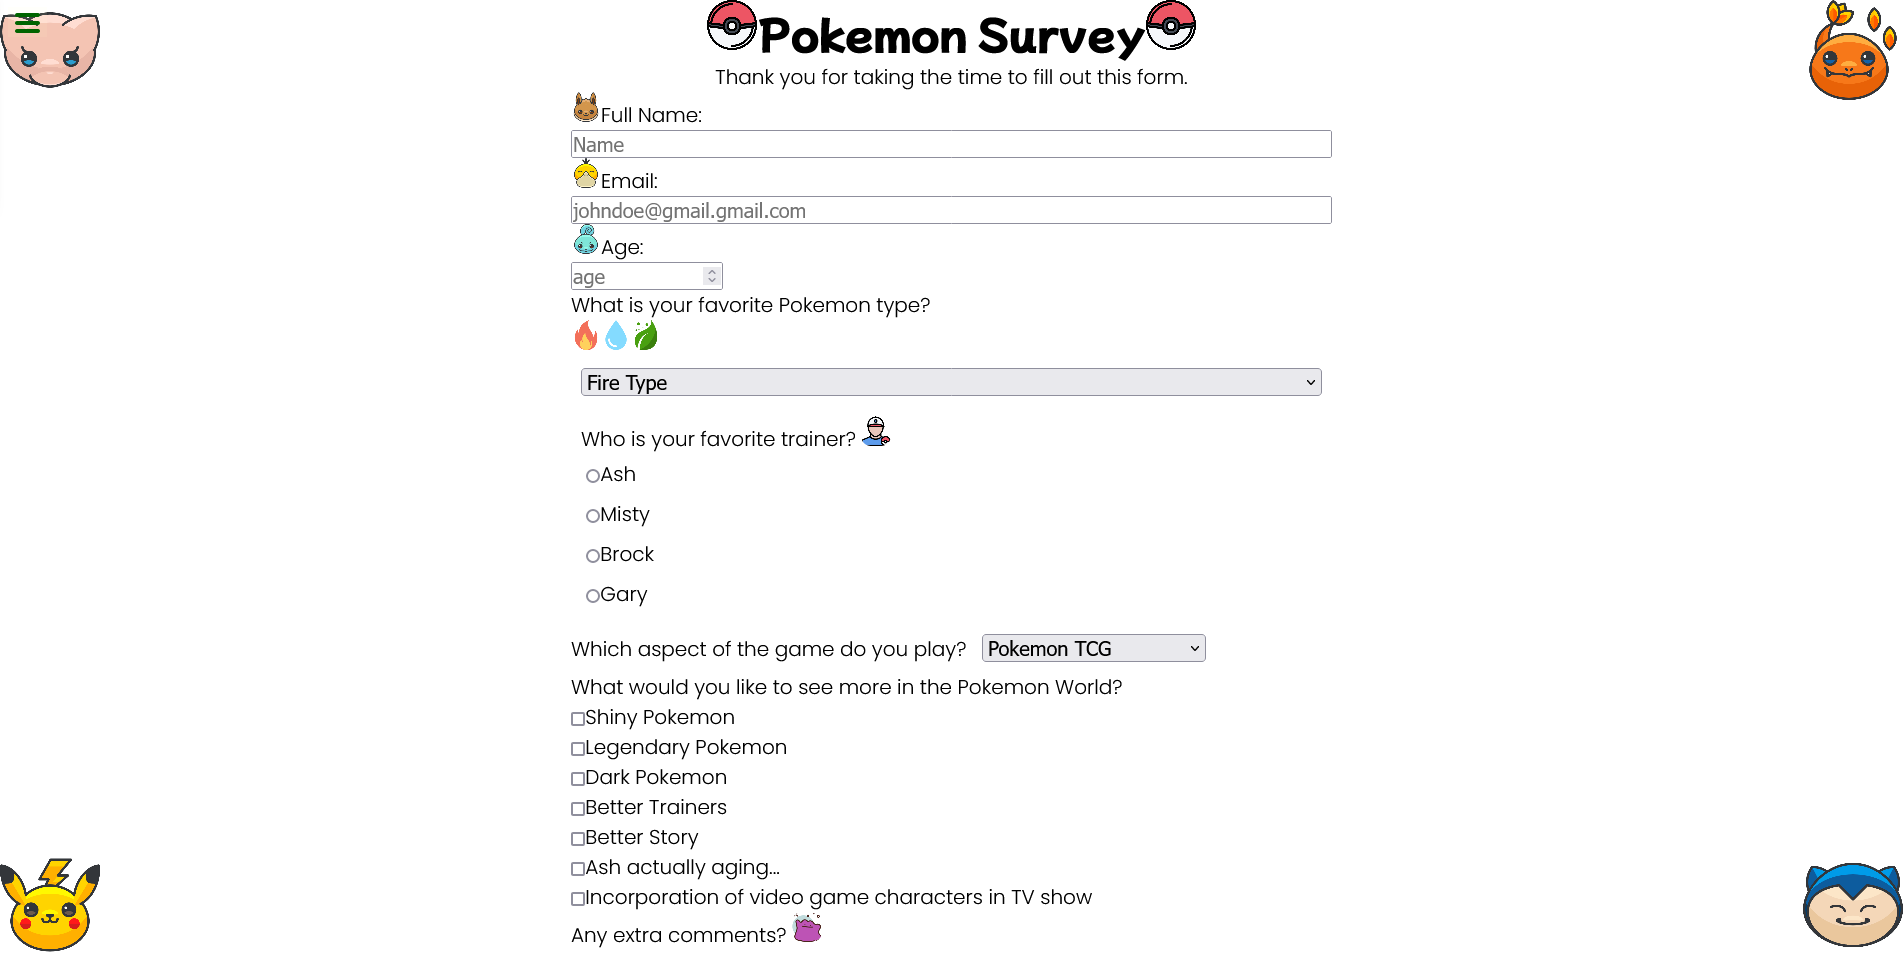 Pokemon Survey
Thank you for taking the time to fill out this form.
Full Name:
Name
Email:
johndoe@gmail.gmail.com
Age:
age
What is your favorite Pokemon type?
Fire Type
Who is your favorite trainer?
Ash
Misty
Brock
Gary
Which aspect of the game do you play? Pokemon TCG
What would you like to see more in the Pokemon World?
Shiny Pokemon
Legendary Pokemon
Dark Pokemon
Better Trainers
Better Story
Ash actually aging...
Incorporation of video game characters in TV show
Any extra comments?